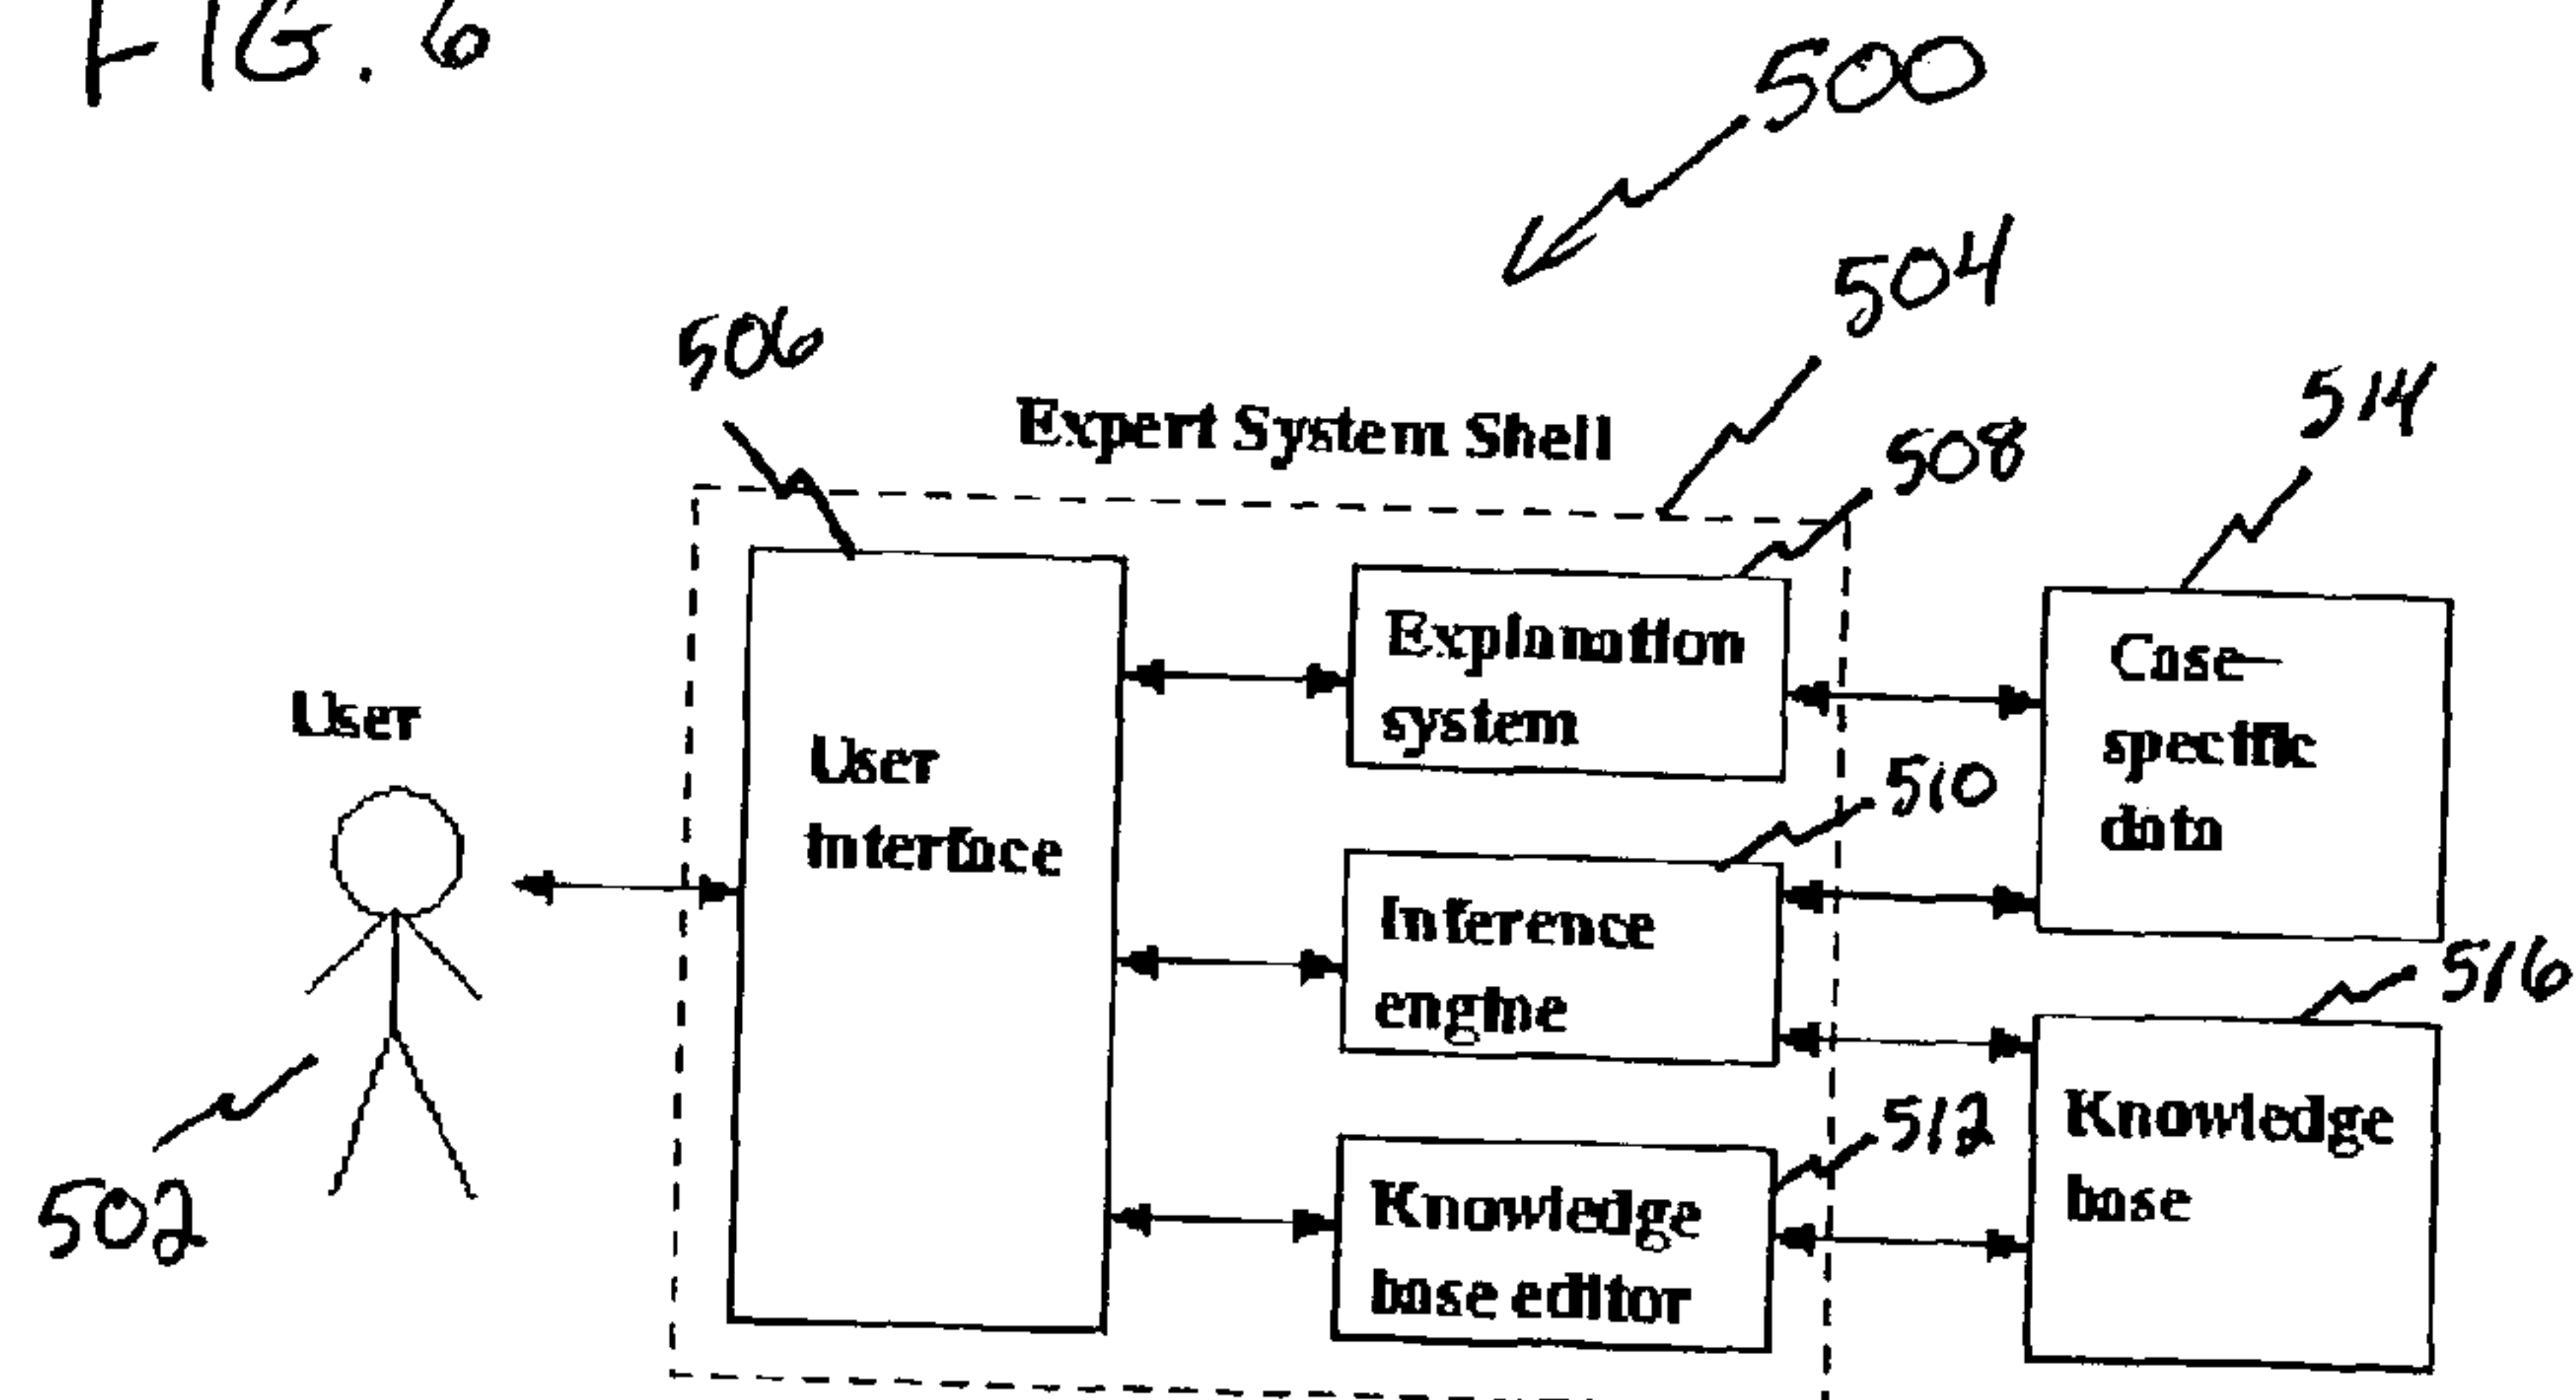 FIG. 6
500
504
506
Expert System Shell
508
514
User
User
Interface
Explanation
system
Case-
specific
data
510
Inference
engine
516
512
Knowledge
base editor
Knowledge
base
502